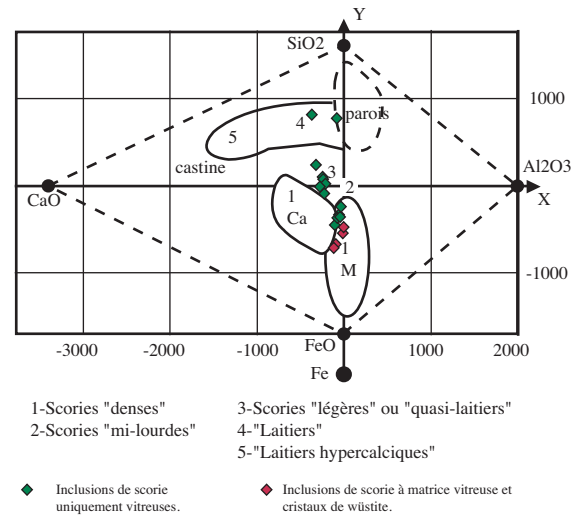 Y
SiO2
1000
parois
4
5
castine
3
Al2O3
2
CaO
X
1
Ca
1
M
-1000
FeO
-3000 -2000 -1000 1000 2000
Fe
1-Scories "denses"
2-Scories "mi-lourdes"
3-Scories "légères" ou "quasi-laitiers"
4-"Laitiers"
5-"Laitiers hypercalciques"
Inclusions de scorie
uniquement vitreuses.
Inclusions de scorie à matrice vitreuse et
cristaux de wüstite.